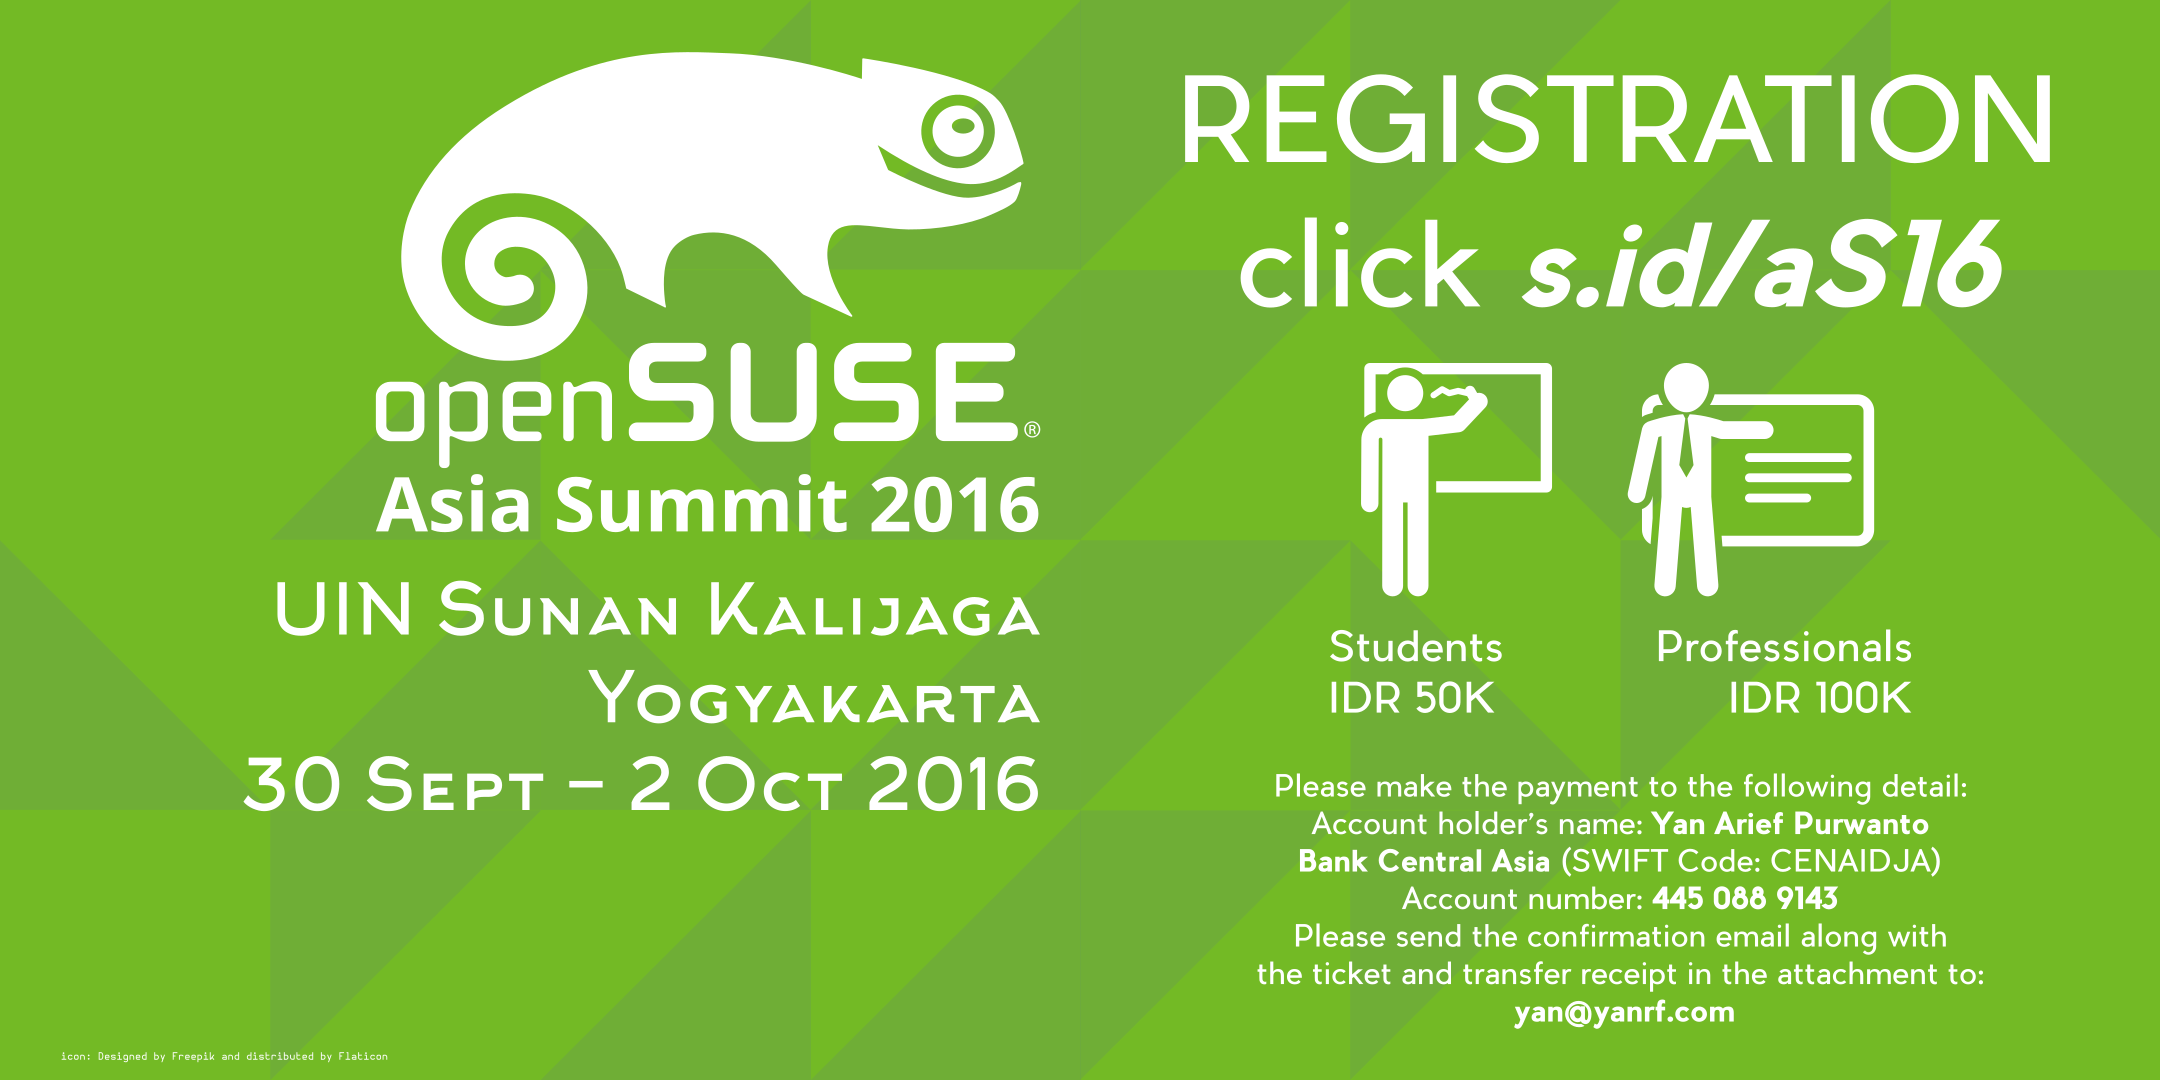 openSUSE®
Asia Summit 2016
UIN Sunan Kalijaga
Yogyakarta
30 Sept – 2 Oct 2016
REGISTRATION
click s.id/aS16
Students
IDR 50K
Professionals
IDR 100K
Please make the payment to the following detail:
Account holder’s name: Yan Arief Purwanto
Bank Central Asia (SWIFT Code: CENAIDJA)
Account number: 445 088 9143
Please send the confirmation email along with
the ticket and transfer receipt in the attachment to:
yan@yanrf.com
icon: Designed by Freepik and distributed by Flaticon